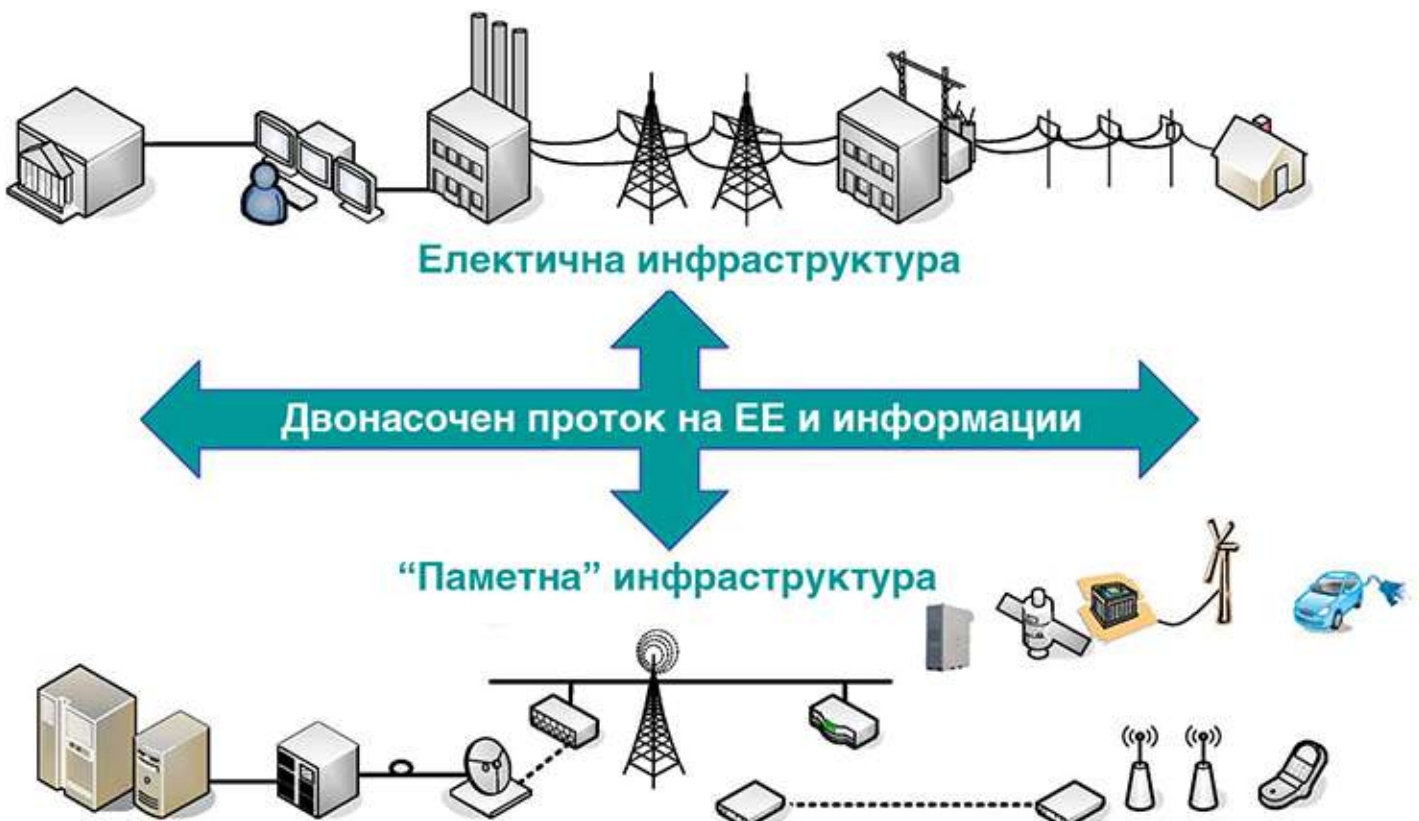 Електична инфраструктура
Двонасочен проток на ЕЕ и информации
“Паметна” инфраструктура